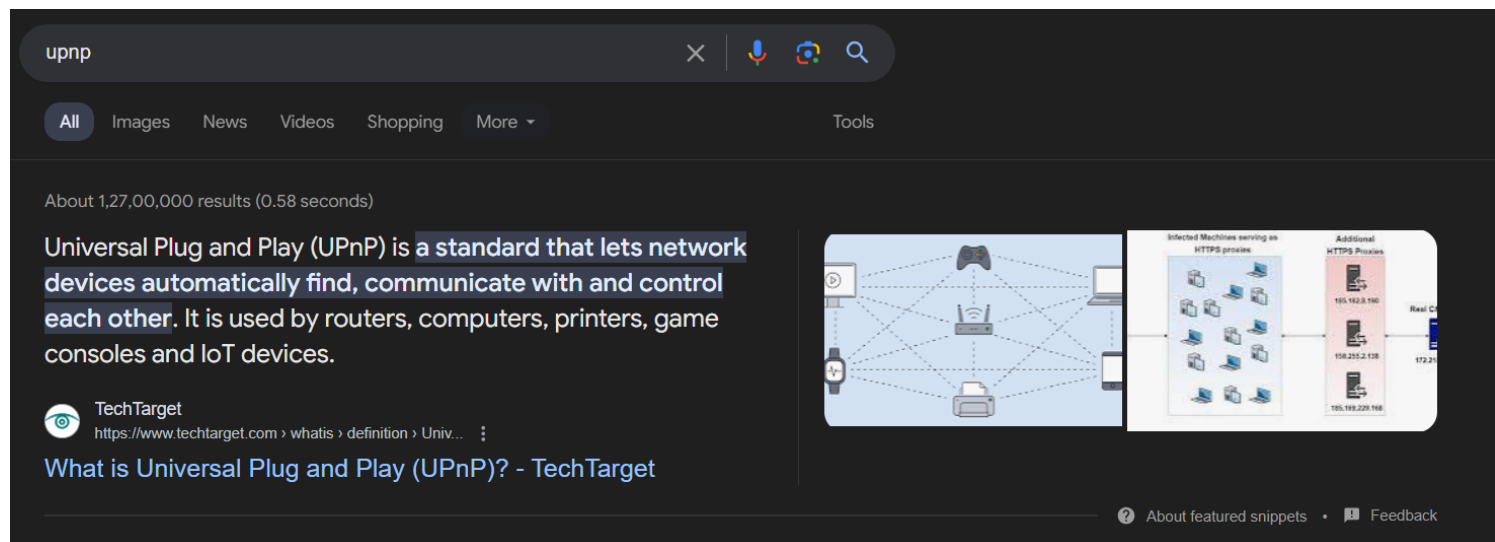 upnp
All Images News Videos Shopping More Tools
About 1,27,00,000 results (0.58 seconds)
Universal Plug and Play (UPnP) is a standard that lets network
devices automatically find, communicate with and control
each other. It is used by routers, computers, printers, game
consoles and IoT devices.
TechTarget
https://www.techtarget.com › whatis › definition › Univ...
What is Universal Plug and Play (UPnP)? - TechTarget
Infected Machines serving as
HTTPS proxies
Additional
HTTPS Proxies
185.189.229.168
About featured snippets • Feedback